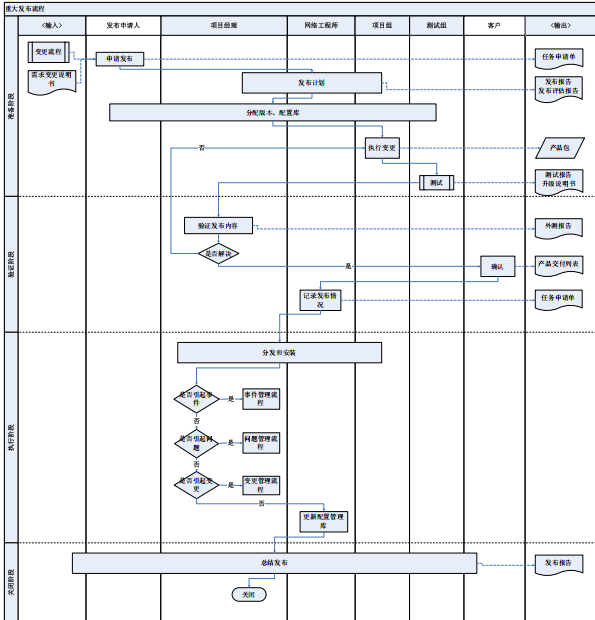 重大发布流程
<输入>
发布申请人
项目经理
网络工程师
项目组
测试组
客户
<输出>
准备阶段
变更流程
需求变更说明
书
申请发布
任务申请单
发布计划
发布报告
发布评估报告
分配版本、配置库
否
执行变更
产品包
测试
测试报告
升级说明书
验证阶段
验证发布内容
外测报告
是否解决
是
确认
产品交付列表
记录发布情
况
任务申请单
执行阶段
分发和安装
是否引起事
件
是
事件管理流
程
否
是否引起问
题
是
问题管理流
程
否
是否引起变
更
是
变更管理流
程
否
更新配置管理
库
关闭阶段
总结发布
发布报告
关闭